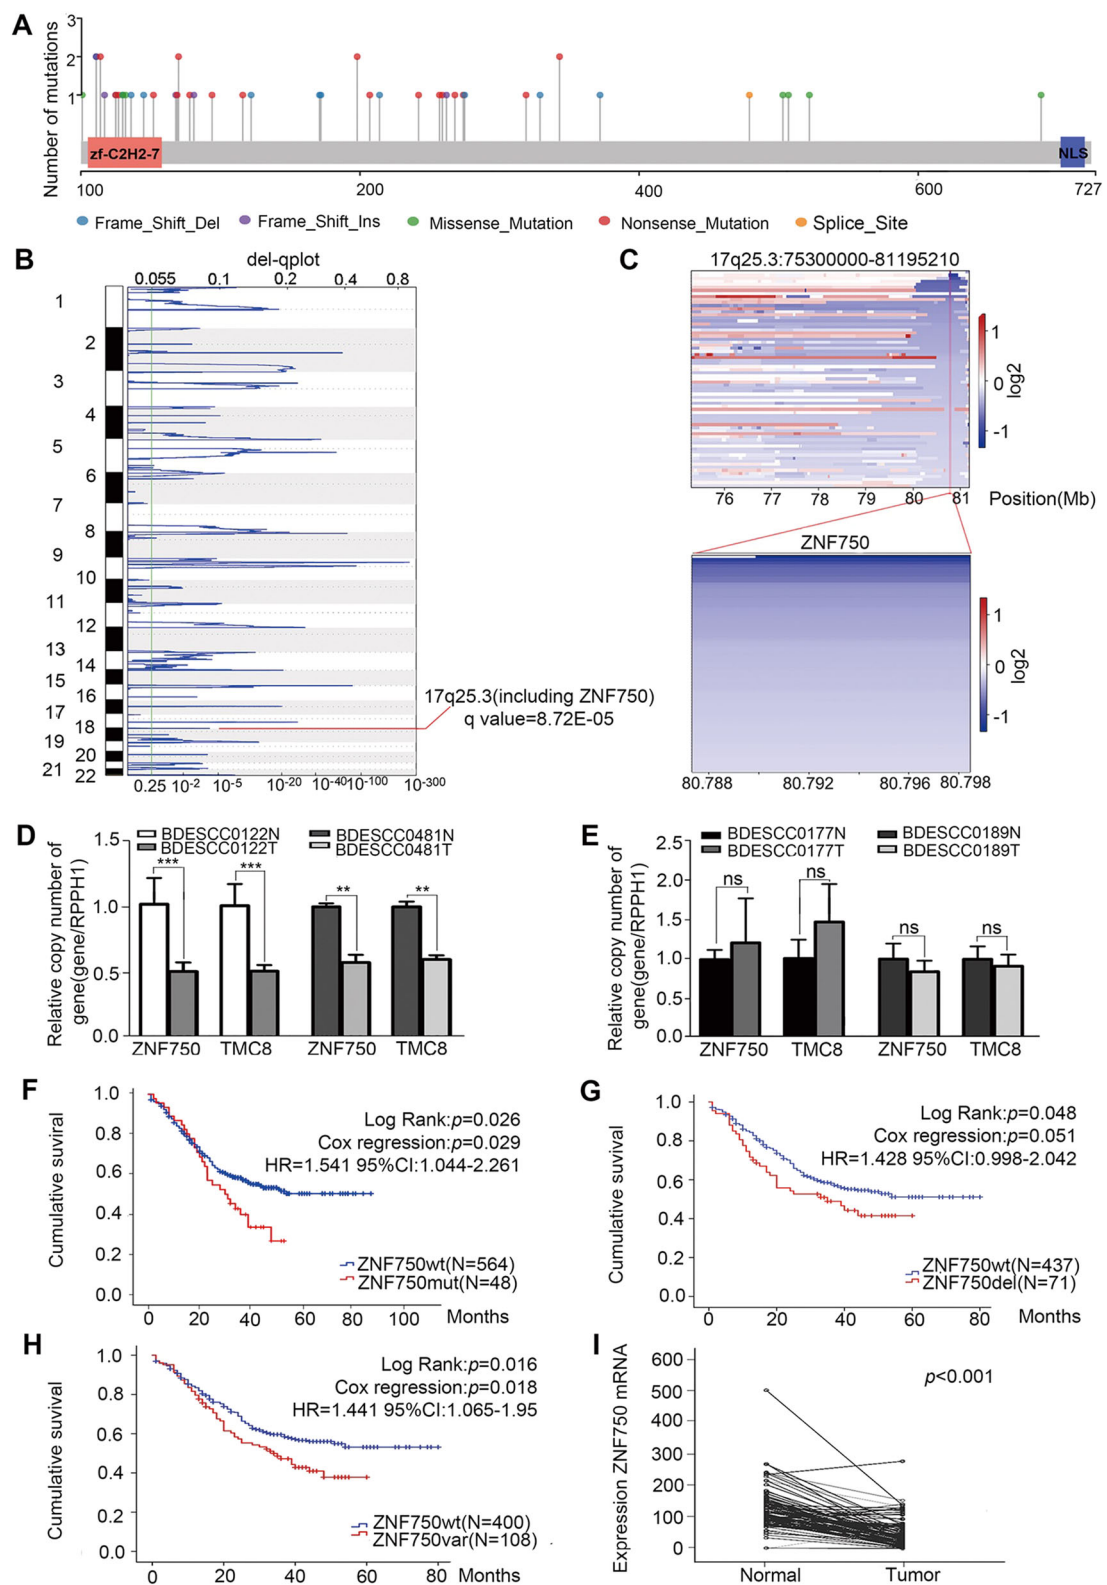 A
Number of mutations
3
2
1
zf-C2H2-7
NLS
100 200 400 600 727
Frame_Shift_Del Frame_Shift_Ins Missense_Mutation Nonsense_Mutation Splice_Site
B
del-qplot
0.055 0.1 0.2 0.4 0.8
1
2
3
4
5
6
7
8
9
10
11
12
13
14
15
16
17
18
19
20
21
22
0.25 10-2 10-5 10-20 10-40 10-100 10-300
17q25.3(including ZNF750)
q value=8.72E-05
C
17q25.3:75300000-81195210
76 77 78 79 80 81 Position(Mb)
1
0
-1
log2
ZNF750
1
0
-1
log2
80.788 80.792 80.796 80.798
D
BDESCC0122N BDESCC0481N
BDESCC0122T BDESCC0481T
Relative copy number of
gene(gene/RPPH1)
1.5
1.0
0.5
0.0
*** *** ** **
ZNF750 TMC8 ZNF750 TMC8
E
BDESCC0177N BDESCC0189N
BDESCC0177T BDESCC0189T
Relative copy number of
gene(gene/RPPH1)
2.5
2.0
1.5
1.0
0.5
0.0
ns ns ns ns
ZNF750 TMC8 ZNF750 TMC8
F
Cumulative suviral
1.0
0.8
0.6
0.4
0.2
0.0
Log Rank:p=0.026
Cox regression:p=0.029
HR=1.541 95%CI:1.044-2.261
ZNF750wt(N=564)
ZNF750mut(N=48)
0 20 40 60 80 100 Months
G
Cumulative suvival
1.0
0.8
0.6
0.4
0.2
0.0
Log Rank:p=0.048
Cox regression:p=0.051
HR=1.428 95%CI:0.998-2.042
ZNF750wt(N=437)
ZNF750del(N=71)
0 20 40 60 80 Months
H
Cumulative suvival
1.0
0.8
0.6
0.4
0.2
0.0
Log Rank:p=0.016
Cox regression:p=0.018
HR=1.441 95%CI:1.065-1.95
ZNF750wt(N=400)
ZNF750var(N=108)
0 20 40 60 80 Months
I
Expression ZNF750 mRNA
600
500
400
300
200
100
0
p<0.001
Normal Tumor